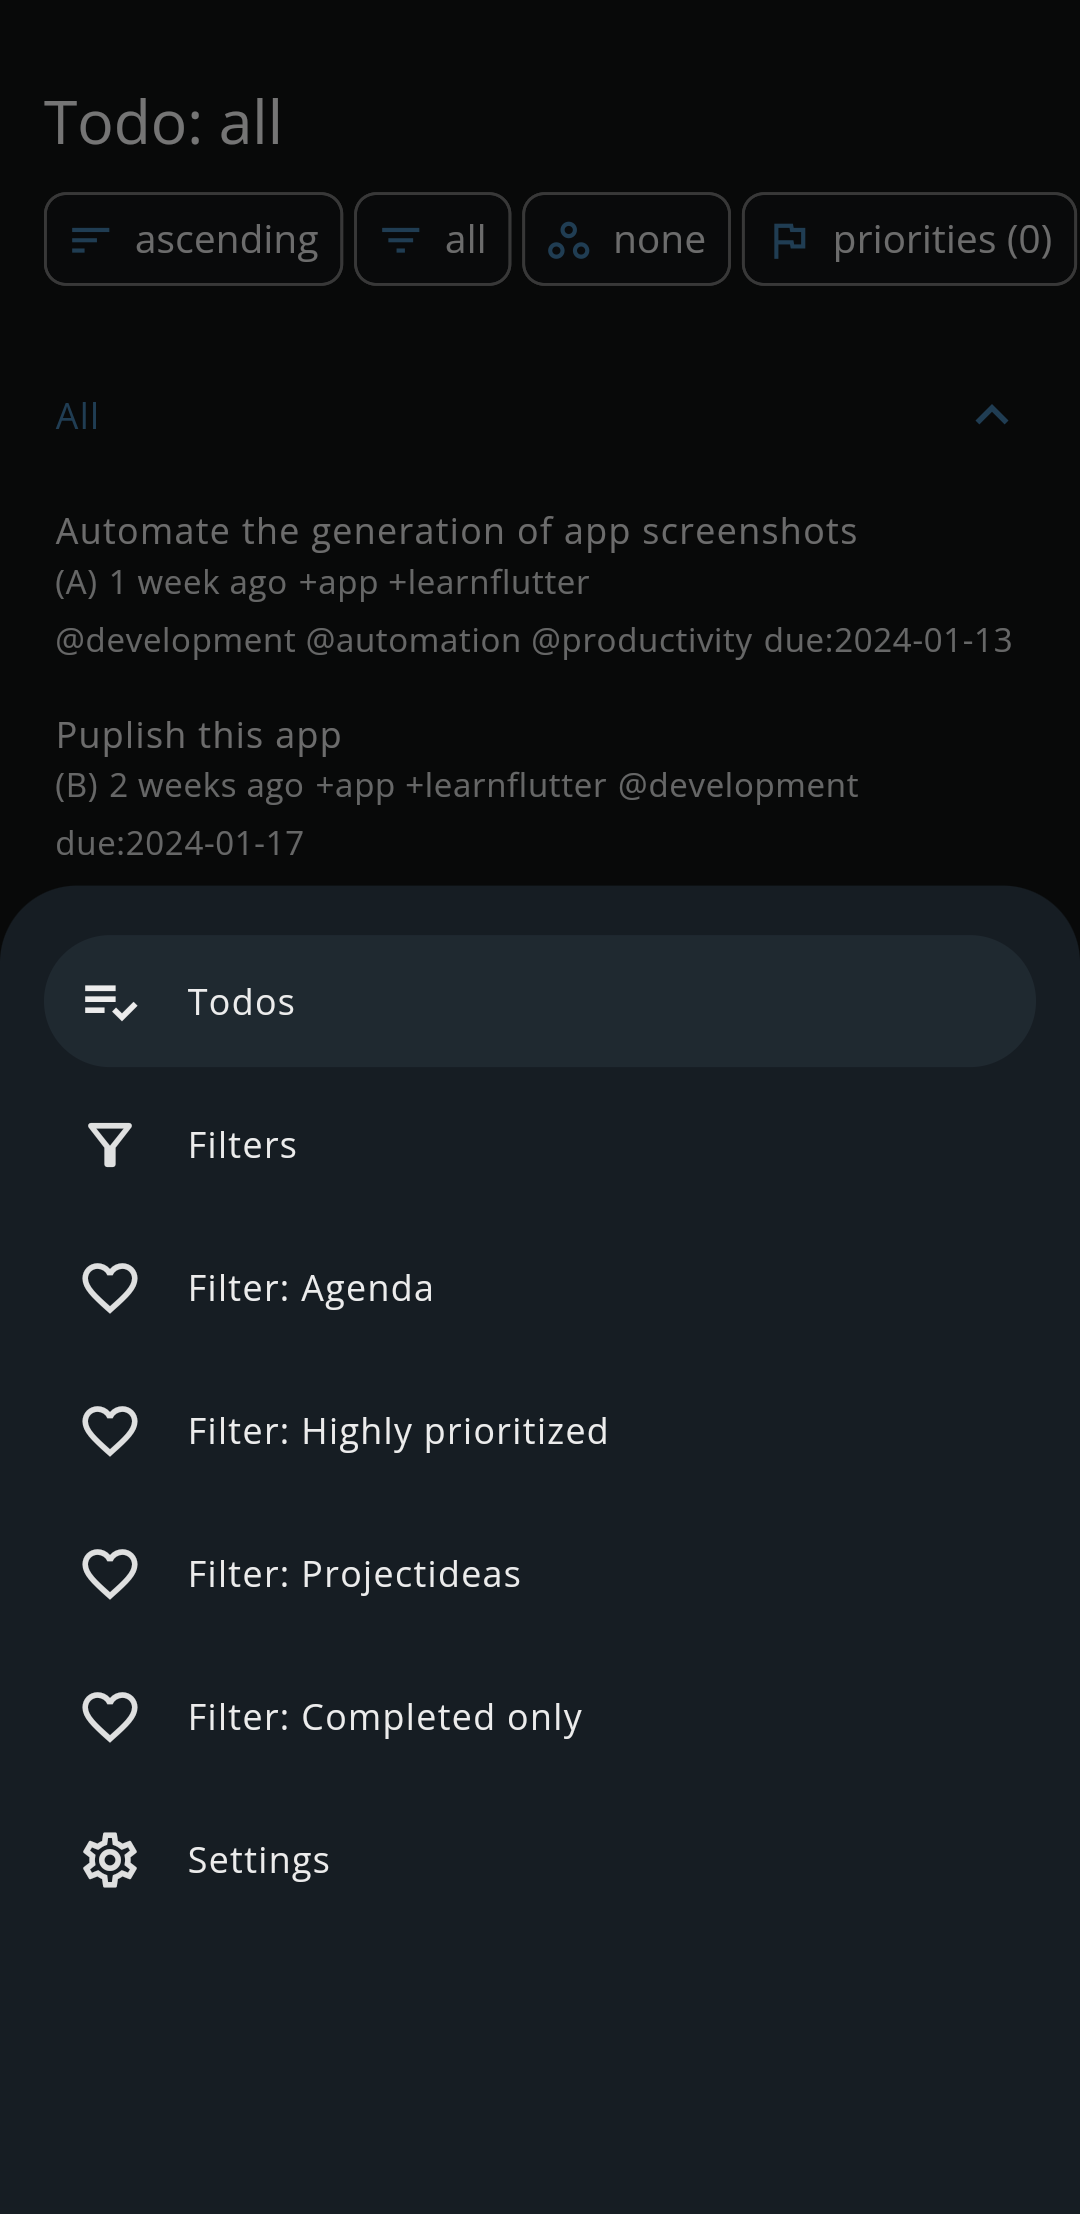 Todo: all
ascending all none priorities (0)
All
Automate the generation of app screenshots
(A) 1 week ago +app +learnflutter
@development @automation @productivity due:2024-01-13
Puplish this app
(B) 2 weeks ago +app +learnflutter @development
due:2024-01-17
Todos
Filters
Filter: Agenda
Filter: Highly prioritized
Filter: Projectideas
Filter: Completed only
Settings